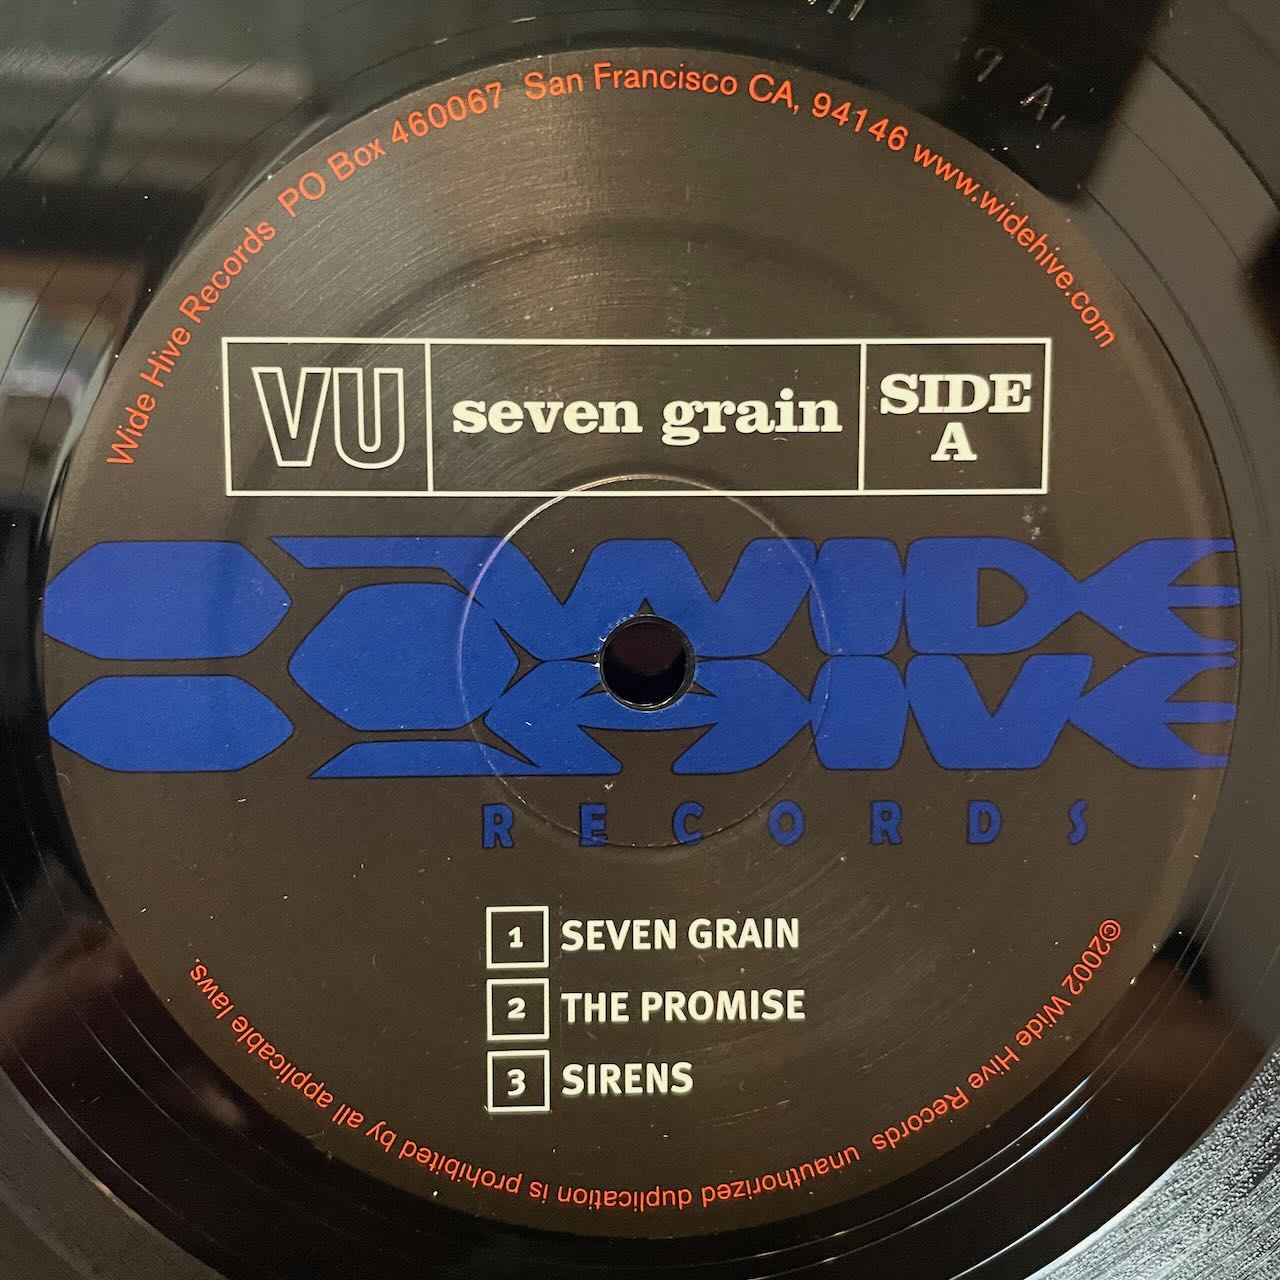 Wide Hive Records PO Box 460067 San Francisco CA, 94146 www.widehive.com
VU
seven grain
SIDE
A
WIDE
HIVE
RECORDS
1 SEVEN GRAIN
2 THE PROMISE
3 SIRENS
©2002 Wide Hive Records unauthorized duplication is prohibited by all applicable laws.